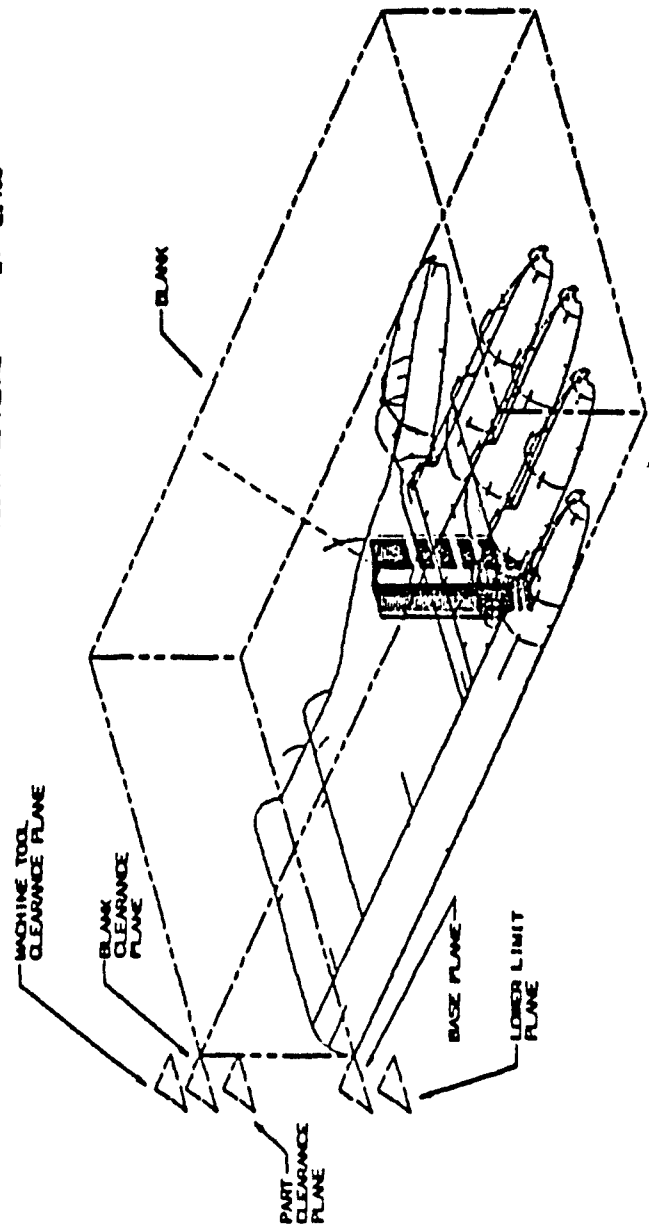 MACHINE TOOL
CLEARANCE PLANE
BLANK
CLEARANCE
PLANE
BLANK
PART
CLEARANCE
PLANE
BASE PLANE
LOWER LIMIT
PLANE